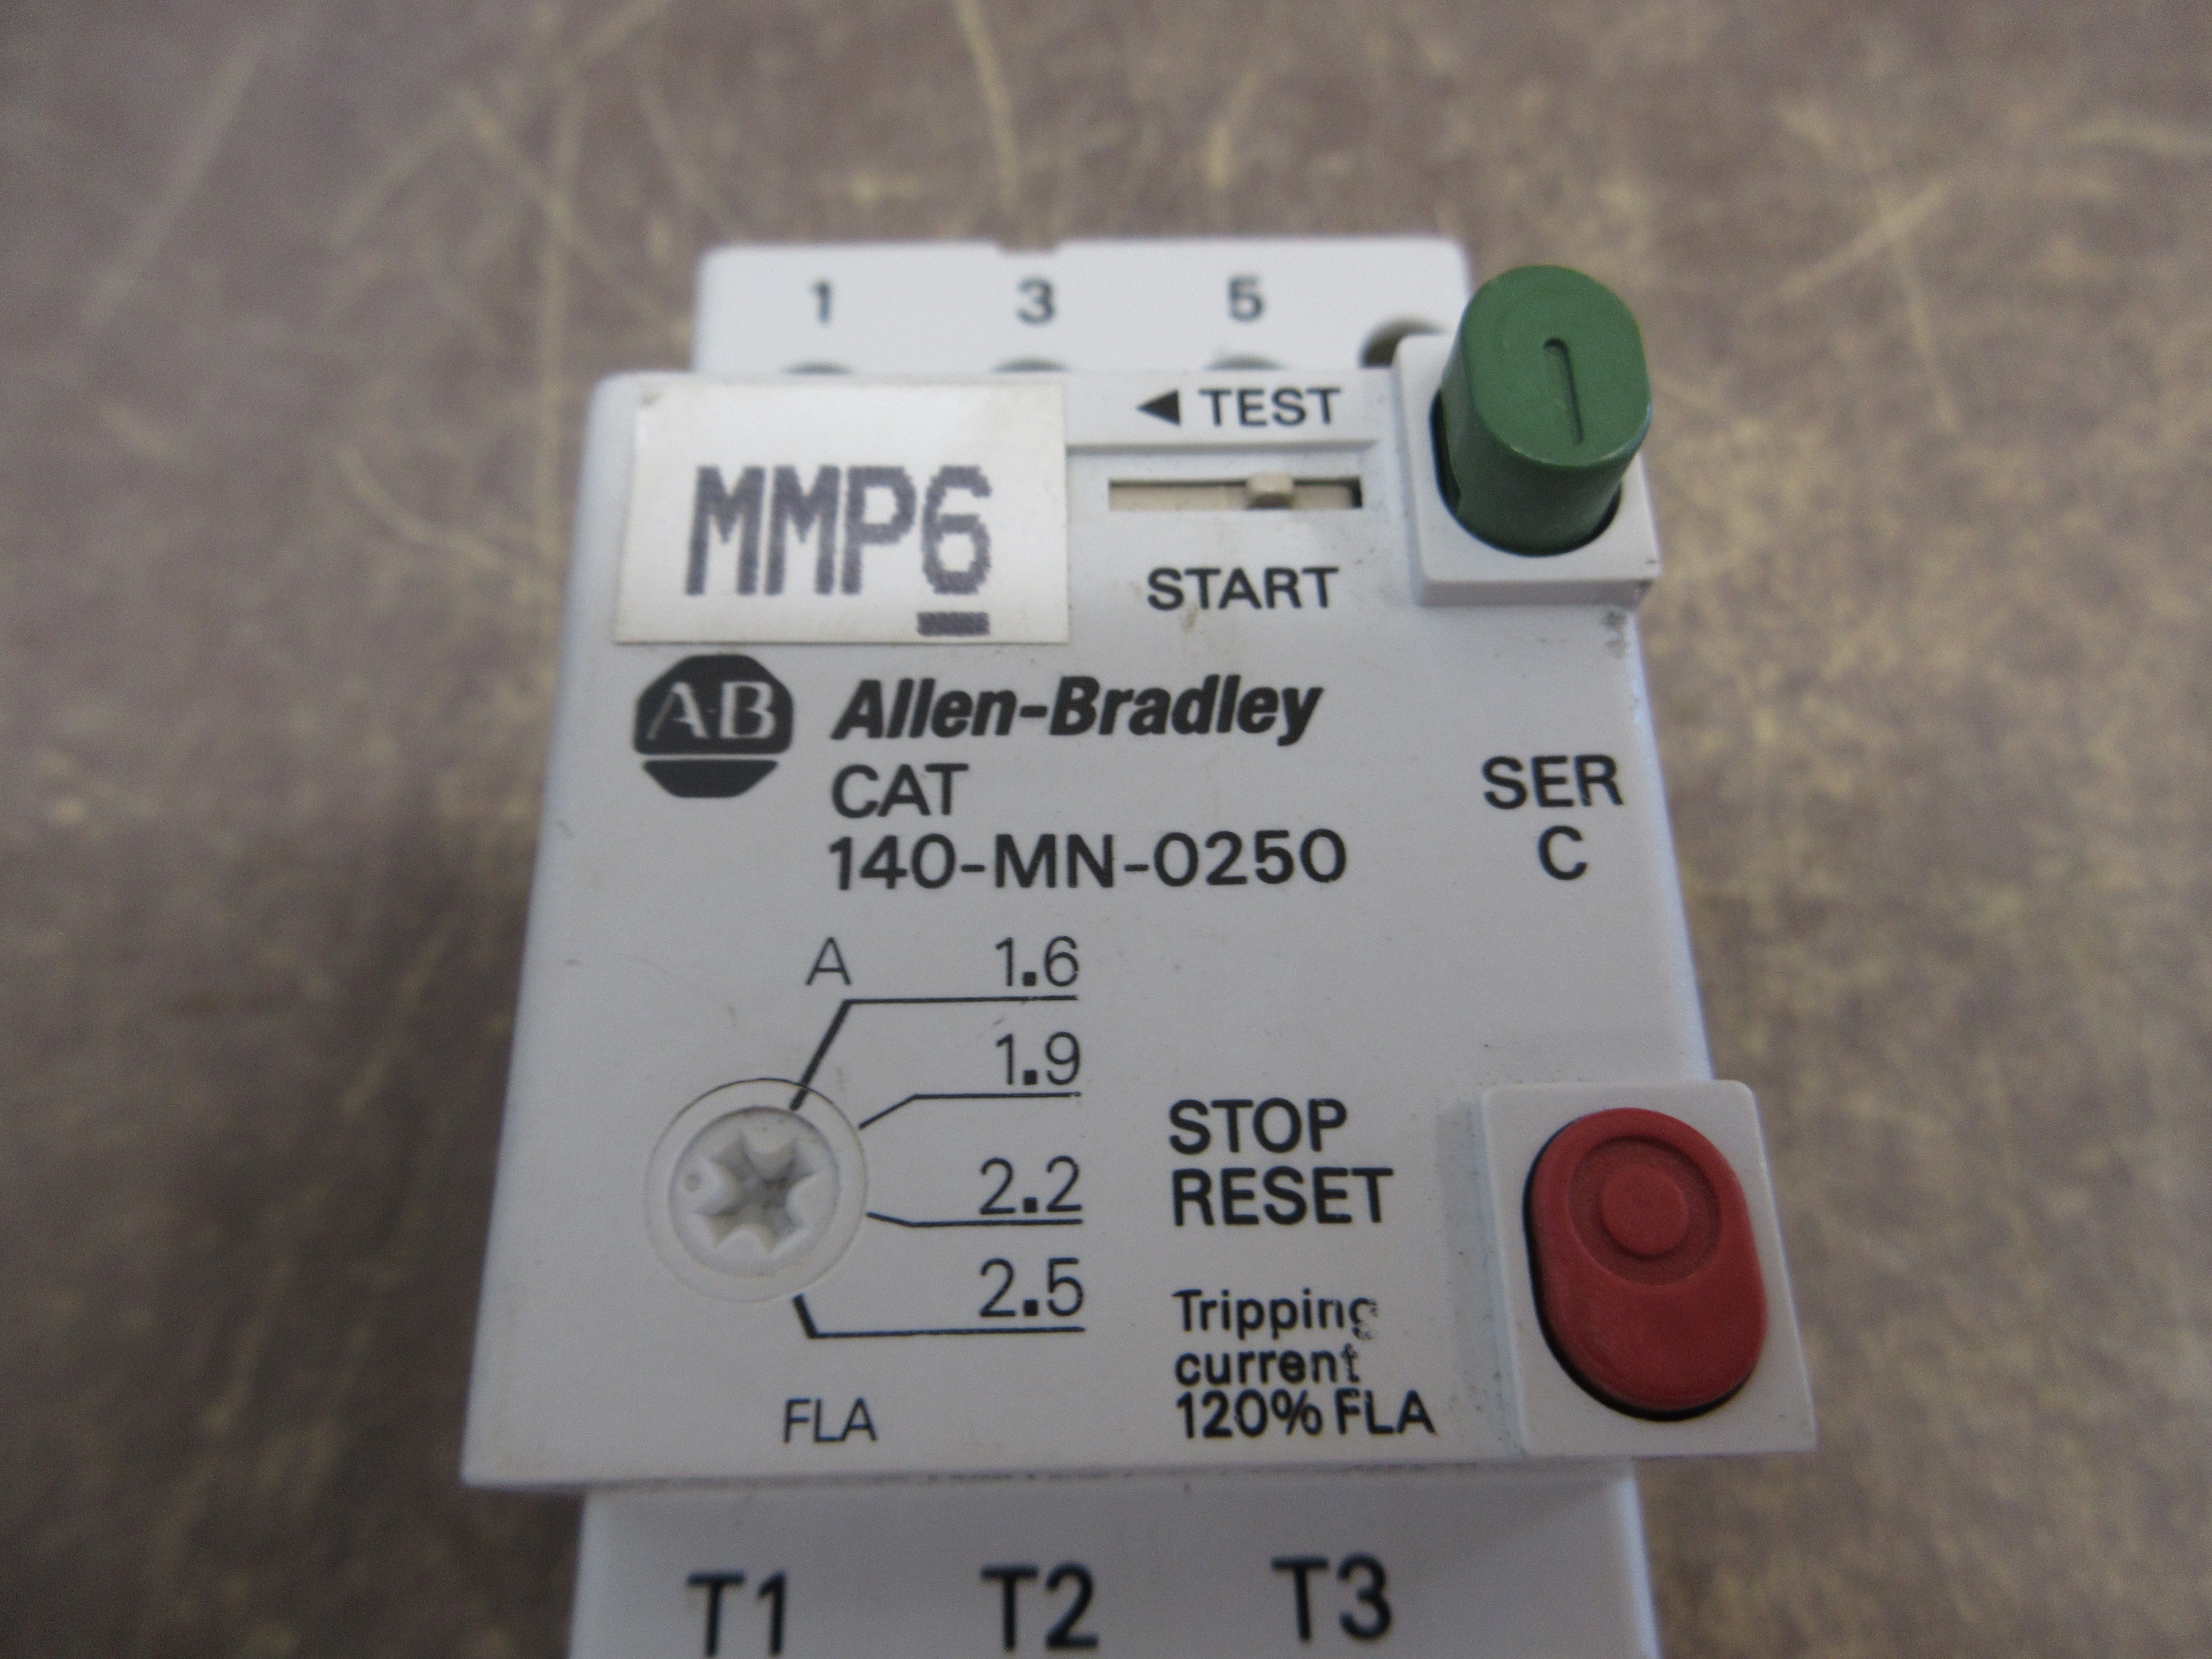 1 3 5
◀ TEST
MMP6
START
AB Allen-Bradley
CAT
140-MN-0250
SER
C
A 1.6
1.9
2.2
2.5
FLA
STOP
RESET
Tripping
current
120% FLA
T1 T2 T3